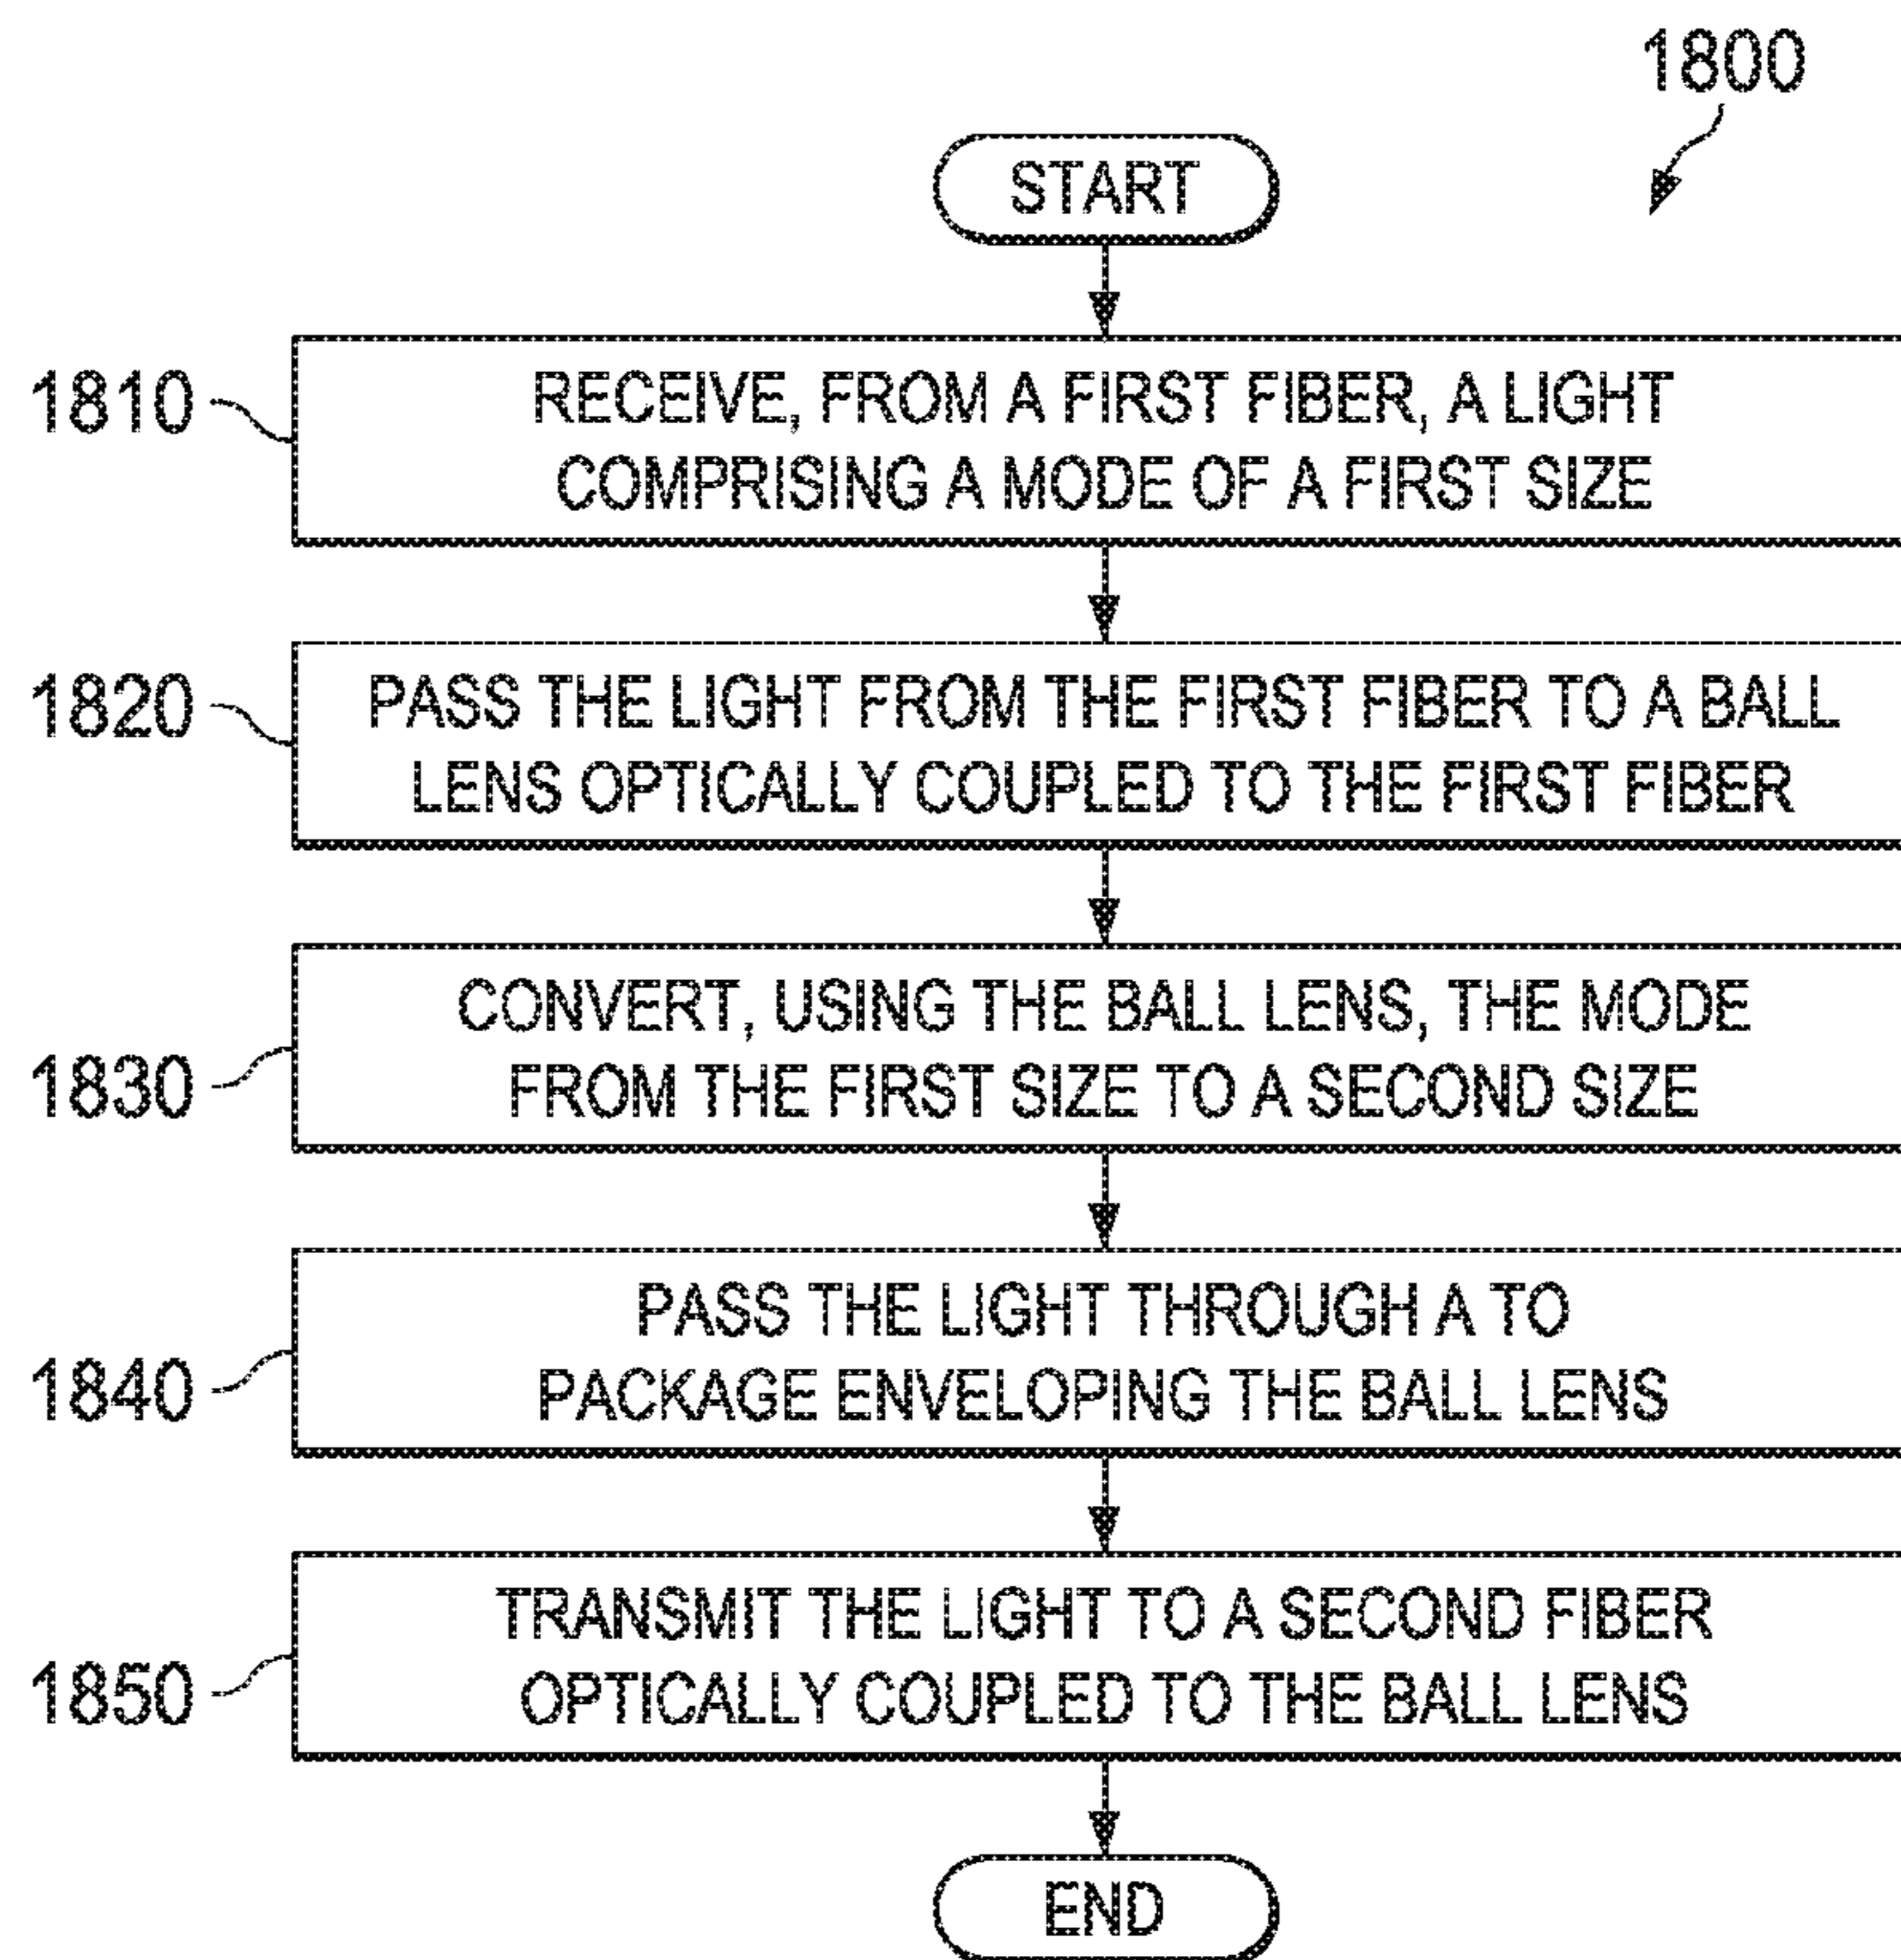 1800
START
1810
RECEIVE, FROM A FIRST FIBER, A LIGHT
COMPRISING A MODE OF A FIRST SIZE
1820
PASS THE LIGHT FROM THE FIRST FIBER TO A BALL
LENS OPTICALLY COUPLED TO THE FIRST FIBER
1830
CONVERT, USING THE BALL LENS, THE MODE
FROM THE FIRST SIZE TO A SECOND SIZE
1840
PASS THE LIGHT THROUGH A TO
PACKAGE ENVELOPING THE BALL LENS
1850
TRANSMIT THE LIGHT TO A SECOND FIBER
OPTICALLY COUPLED TO THE BALL LENS
END